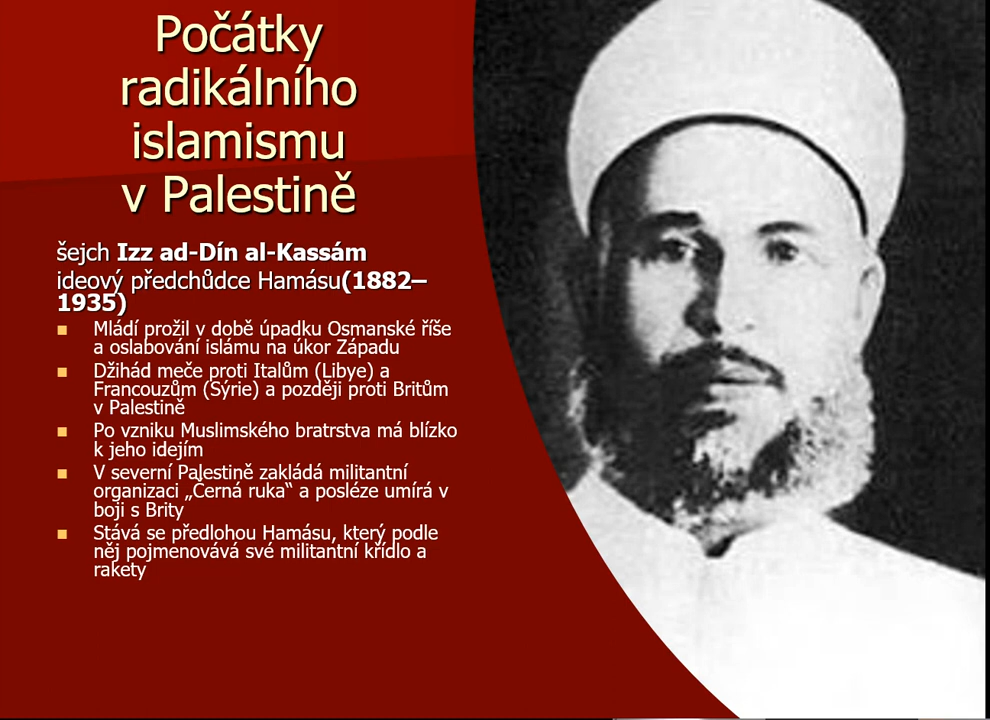 Počátky
radikálního
islamismu
v Palestině
šejch Izz ad-Dín al-Kassám
ideový předchůdce Hamásu(1882–
1935)
Mládí prožil v době úpadku Osmanské říše
a oslabování islámu na úkor Západu
Džihád meče proti Italům (Libye) a
Francouzům (Sýrie) a později proti Britům
v Palestině
Po vzniku Muslimského bratrstva má blízko
k jeho idejím
V severní Palestině zakládá militantní
organizaci „Černá ruka“ a posléze umírá v
boji s Brity
Stává se předlohou Hamásu, který podle
něj pojmenovává své militantní křídlo a
rakety